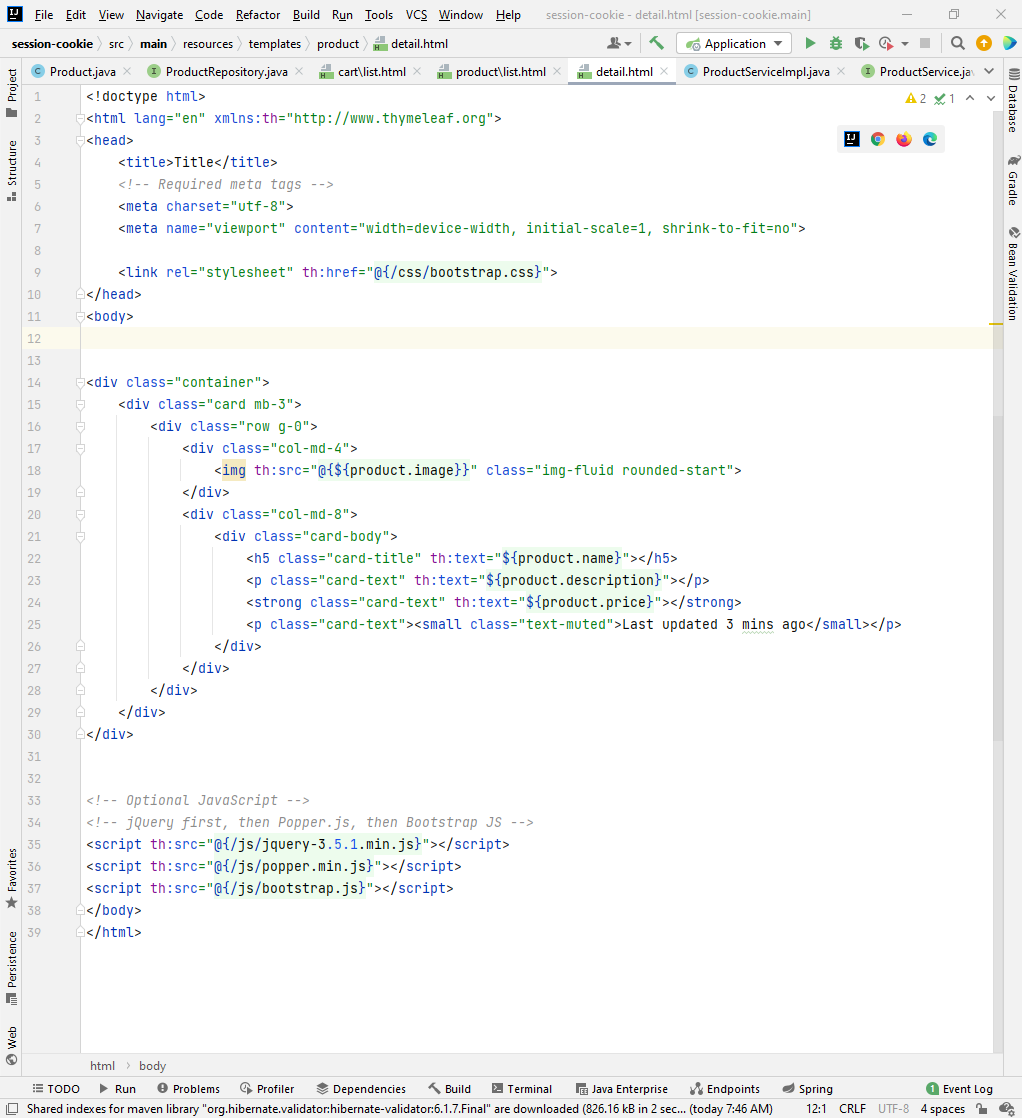 File Edit View Navigate Code Refactor Build Run Tools VCS Window Help session-cookie - detail.html [session-cookie.main]
session-cookie src main resources templates product detail.html Application
Product.java ProductRepository.java cart\list.html product\list.html detail.html ProductServiceImpl.java ProductService.ja
Project
Structure
Favorites
Persistence
Web
Database
Gradle
Bean Validation
2 1
1 <!doctype html>
2 <html lang="en" xmlns:th="http://www.thymeleaf.org">
3 <head>
4 <title>Title</title>
5 <!-- Required meta tags -->
6 <meta charset="utf-8">
7 <meta name="viewport" content="width=device-width, initial-scale=1, shrink-to-fit=no">
8
9 <link rel="stylesheet" th:href="@{/css/bootstrap.css}">
10 </head>
11 <body>
12
13
14 <div class="container">
15 <div class="card mb-3">
16 <div class="row g-0">
17 <div class="col-md-4">
18 <img th:src="@{${product.image}}" class="img-fluid rounded-start">
19 </div>
20 <div class="col-md-8">
21 <div class="card-body">
22 <h5 class="card-title" th:text="${product.name}"></h5>
23 <p class="card-text" th:text="${product.description}"></p>
24 <strong class="card-text" th:text="${product.price}"></strong>
25 <p class="card-text"><small class="text-muted">Last updated 3 mins ago</small></p>
26 </div>
27 </div>
28 </div>
29 </div>
30 </div>
31
32
33 <!-- Optional JavaScript -->
34 <!-- jQuery first, then Popper.js, then Bootstrap JS -->
35 <script th:src="@{/js/jquery-3.5.1.min.js}"></script>
36 <script th:src="@{/js/popper.min.js}"></script>
37 <script th:src="@{/js/bootstrap.js}"></script>
38 </body>
39 </html>
html body
TODO Run Problems Profiler Dependencies Build Terminal Java Enterprise Endpoints Spring 1 Event Log
Shared indexes for maven library "org.hibernate.validator:hibernate-validator:6.1.7.Final" are downloaded (826.16 kB in 2 sec... (today 7:46 AM) 12:1 CRLF UTF-8 4 spaces